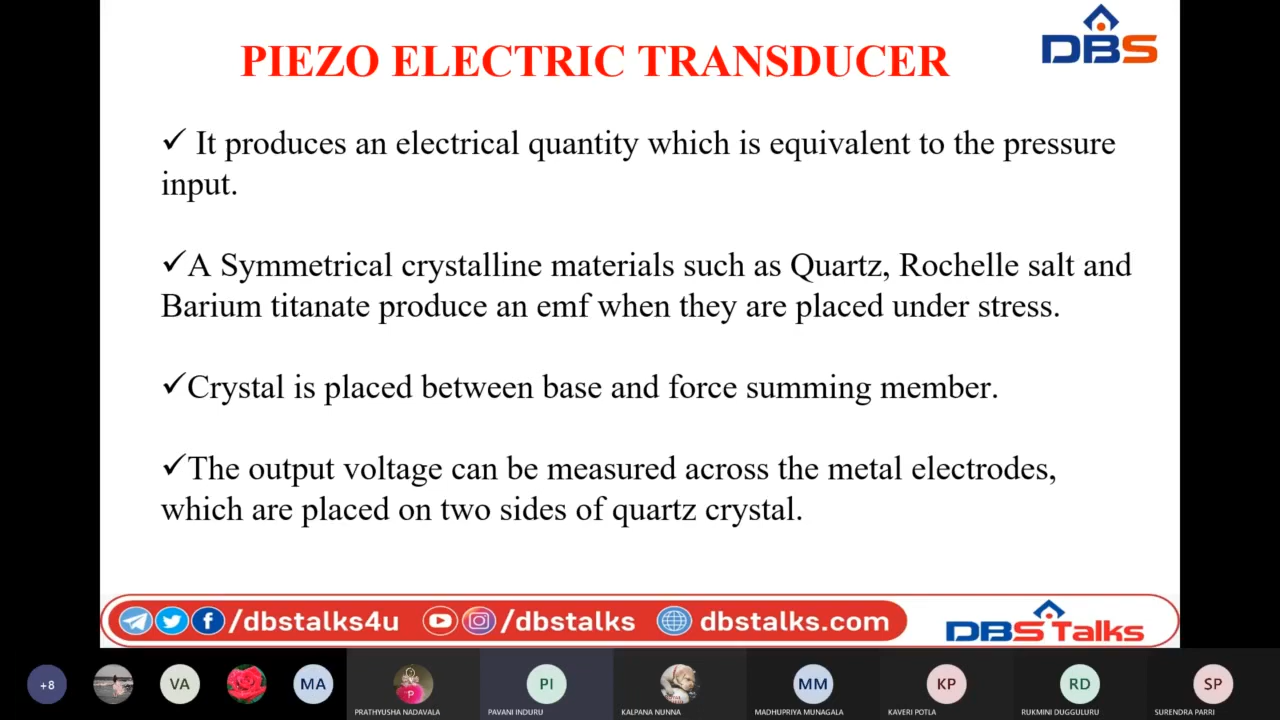 PIEZO ELECTRIC TRANSDUCER
DBS
✓ It produces an electrical quantity which is equivalent to the pressure
input.
✓A Symmetrical crystalline materials such as Quartz, Rochelle salt and
Barium titanate produce an emf when they are placed under stress.
✓Crystal is placed between base and force summing member.
✓The output voltage can be measured across the metal electrodes,
which are placed on two sides of quartz crystal.
/dbstalks4u /dbstalks dbstalks.com
DBS Talks
+8 VA MA P PI MM KP RD SP
PRATHYUSHA NADAVALA PAVANI INDURU KALPANA NUNNA MADHUPRIYA MUNAGALA KAVERI POTLA RUKMINI DUGGULURU SURENDRA PARRI